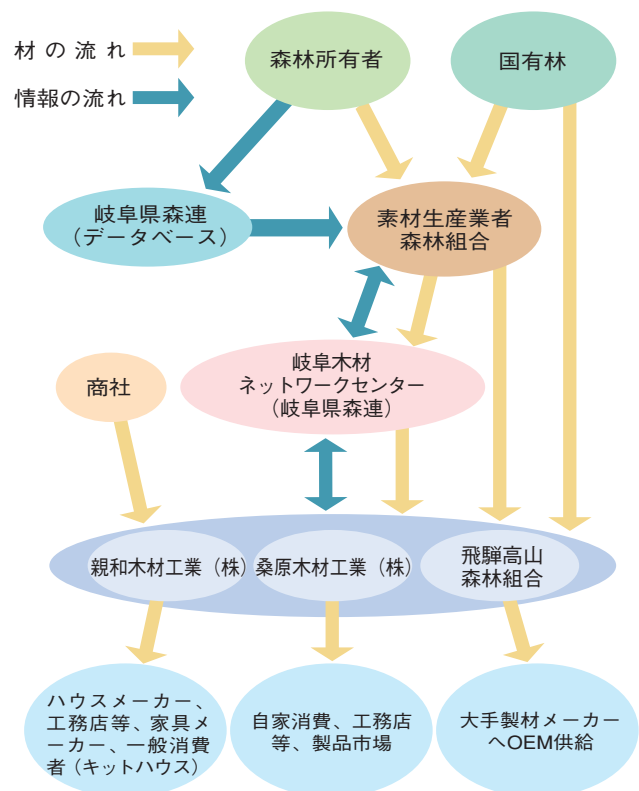 材の流れ
情報の流れ
森林所有者
国有林
岐阜県森連
（データベース）
素材生産業者
森林組合
岐阜木材
ネットワークセンター
（岐阜県森連）
商社
親和木材工業（株）
桑原木材工業（株）
飛騨高山
森林組合
ハウスメーカー、
工務店等、家具メ
ーカー、一般消費
者（キットハウス）
自家消費、工務店
等、製品市場
大手製材メーカー
へOEM供給